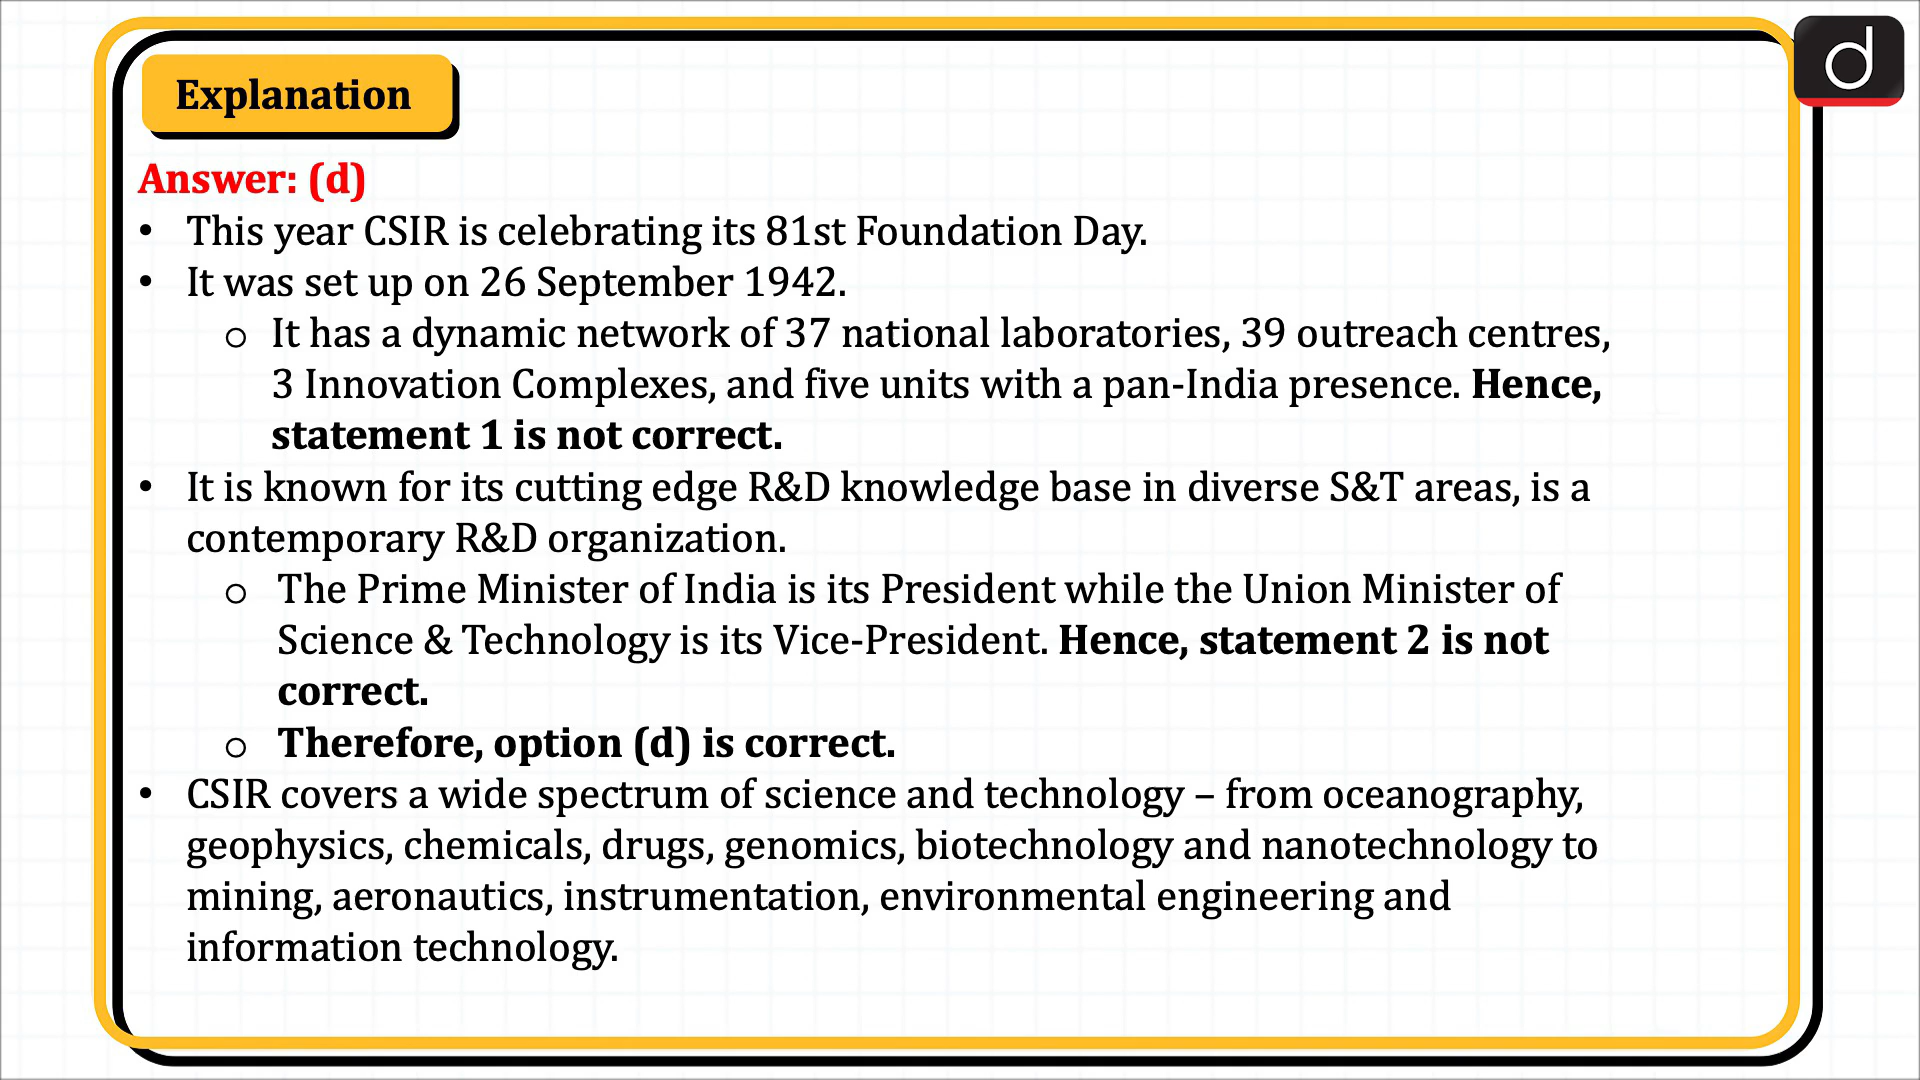 Explanation
d
Answer: (d)
• This year CSIR is celebrating its 81st Foundation Day.
• It was set up on 26 September 1942.
o It has a dynamic network of 37 national laboratories, 39 outreach centres,
3 Innovation Complexes, and five units with a pan-India presence. Hence,
statement 1 is not correct.
• It is known for its cutting edge R&D knowledge base in diverse S&T areas, is a
contemporary R&D organization.
o The Prime Minister of India is its President while the Union Minister of
Science & Technology is its Vice-President. Hence, statement 2 is not
correct.
o Therefore, option (d) is correct.
• CSIR covers a wide spectrum of science and technology – from oceanography,
geophysics, chemicals, drugs, genomics, biotechnology and nanotechnology to
mining, aeronautics, instrumentation, environmental engineering and
information technology.